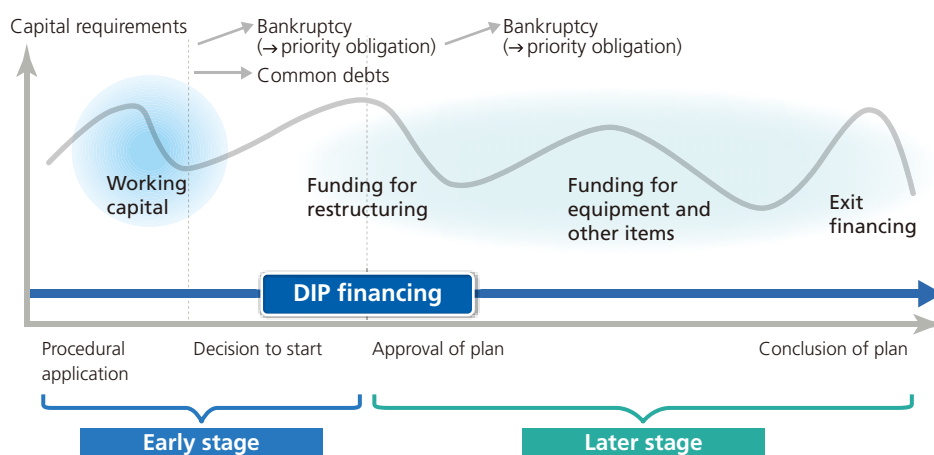 Capital requirements
Bankruptcy
(→ priority obligation)
Common debts
Bankruptcy
(→ priority obligation)
Working
capital
Funding for
restructuring
Funding for
equipment and
other items
Exit
financing
DIP financing
Procedural
application
Decision to start
Approval of plan
Conclusion of plan
Early stage
Later stage